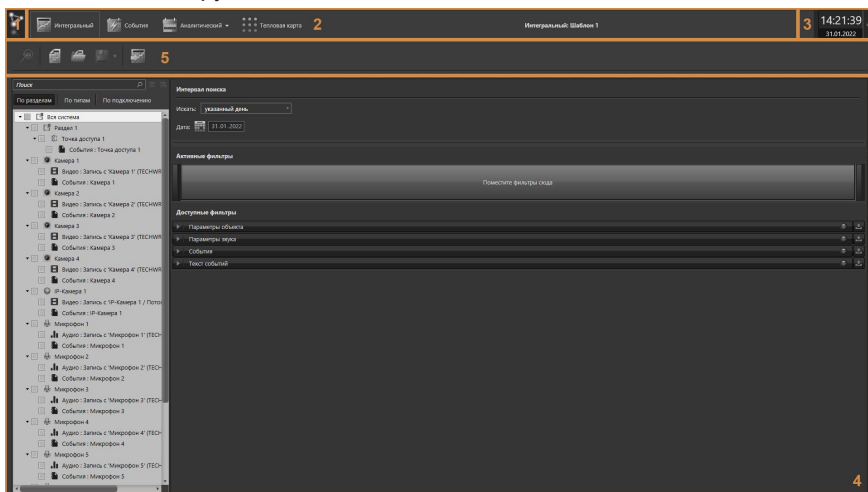 1
Интегральный
События
Аналитический
Тепловая карта
2
Интегральный: Шаблон 1
3
14:21:39
31.01.2022
5
Поиск
По разделам
По типам
По подключению
Вся система
Раздел 1
Точка доступа 1
События : Точка доступа 1
Камера 1
Видео : Запись с 'Камера 1' (TECHWR
События : Камера 1
Камера 2
Видео : Запись с 'Камера 2' (TECHWR
События : Камера 2
Камера 3
Видео : Запись с 'Камера 3' (TECHWR
События : Камера 3
Камера 4
Видео : Запись с 'Камера 4' (TECHWR
События : Камера 4
IP-Камера 1
Видео : Запись с 'IP-Камера 1 / Пото
События : IP-Камера 1
Микрофон 1
Аудио : Запись с 'Микрофон 1' (TECH
События : Микрофон 1
Микрофон 2
Аудио : Запись с 'Микрофон 2' (TECH
События : Микрофон 2
Микрофон 3
Аудио : Запись с 'Микрофон 3' (TECH
События : Микрофон 3
Микрофон 4
Аудио : Запись с 'Микрофон 4' (TECH
События : Микрофон 4
Микрофон 5
Аудио : Запись с 'Микрофон 5' (TECH
События : Микрофон 5
Интервал поиска
Искать: указанный день
Дата: 31.01.2022
Активные фильтры
Поместите фильтры сюда
Доступные фильтры
Параметры объекта
Параметры звука
События
Текст событий
4